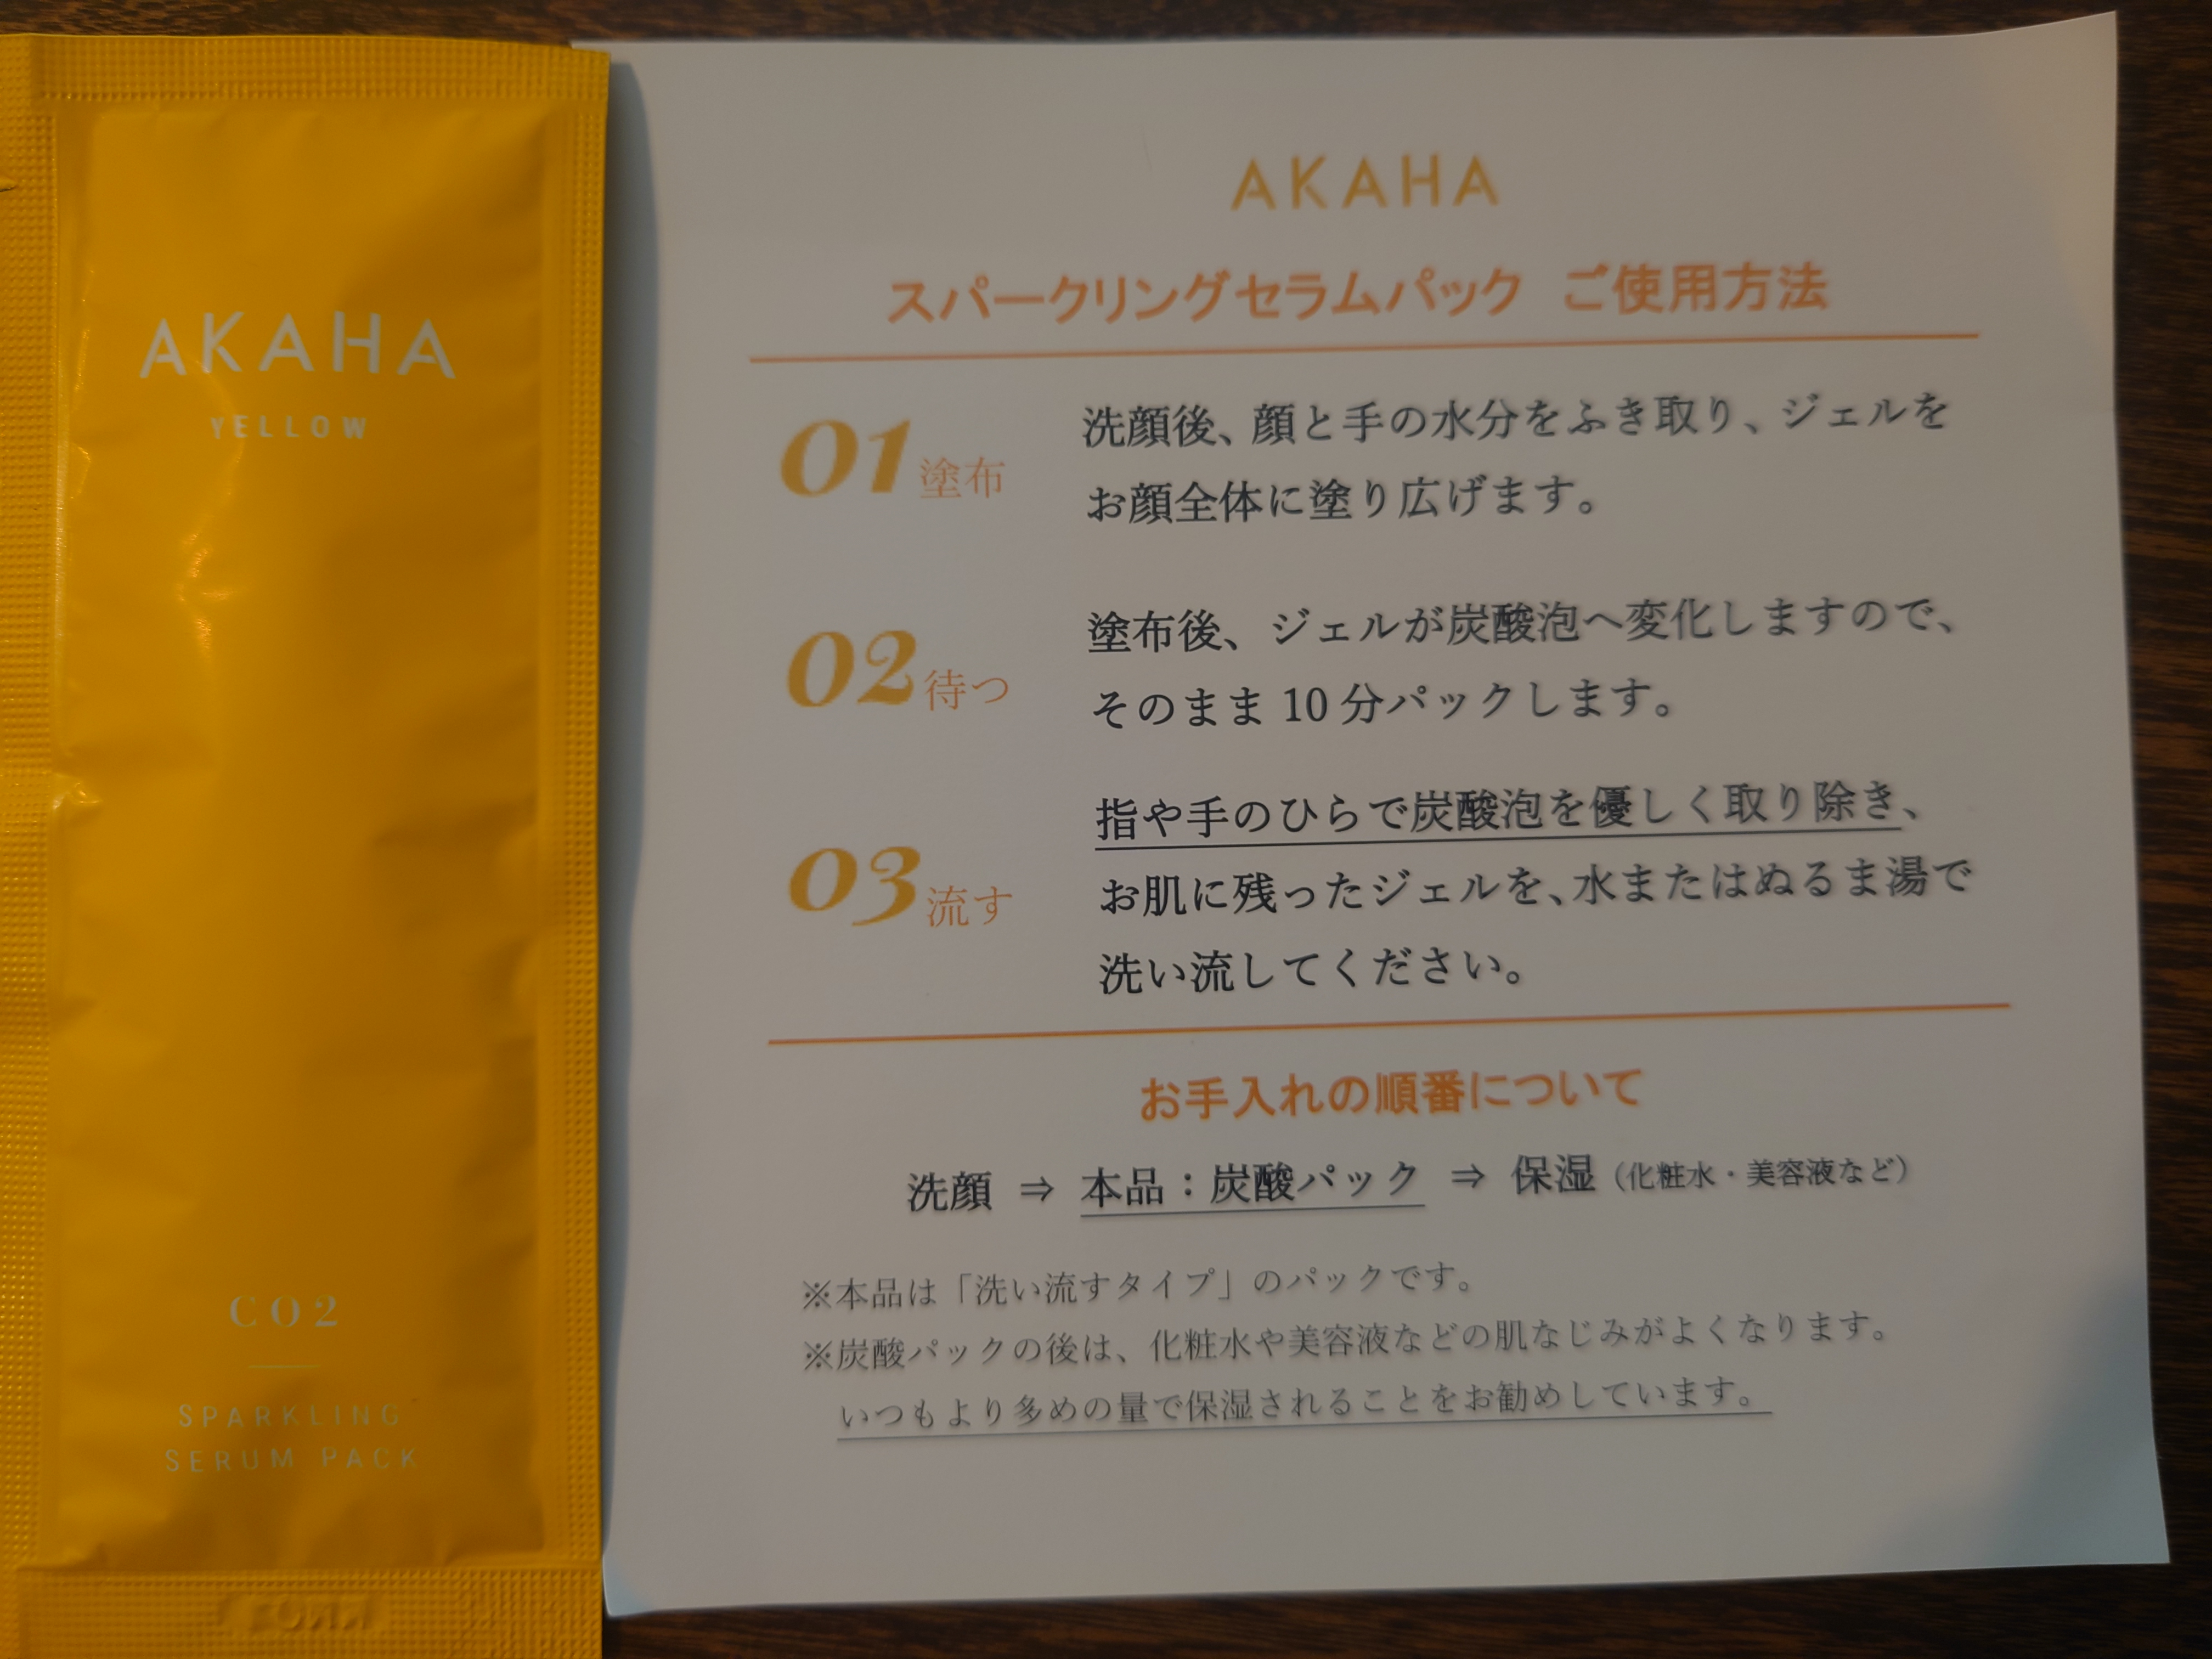 AKAHA
YELLOW
CO2
SPARKLING
SERUM PACK
AKAHA
スパークリングセラムパック ご使用方法
01 塗布
洗顔後、顔と手の水分をふき取り、ジェルを
お顔全体に塗り広げます。
02 待つ
塗布後、ジェルが炭酸泡へ変化しますので、
そのまま 10 分パックします。
03 流す
指や手のひらで炭酸泡を優しく取り除き、
お肌に残ったジェルを、水またはぬるま湯で
洗い流してください。
お手入れの順番について
洗顔 ⇒ 本品：炭酸パック ⇒ 保湿（化粧水・美容液など）
※本品は「洗い流すタイプ」のパックです。
※炭酸パックの後は、化粧水や美容液などの肌なじみがよくなります。
いつもより多めの量で保湿されることをお勧めしています。